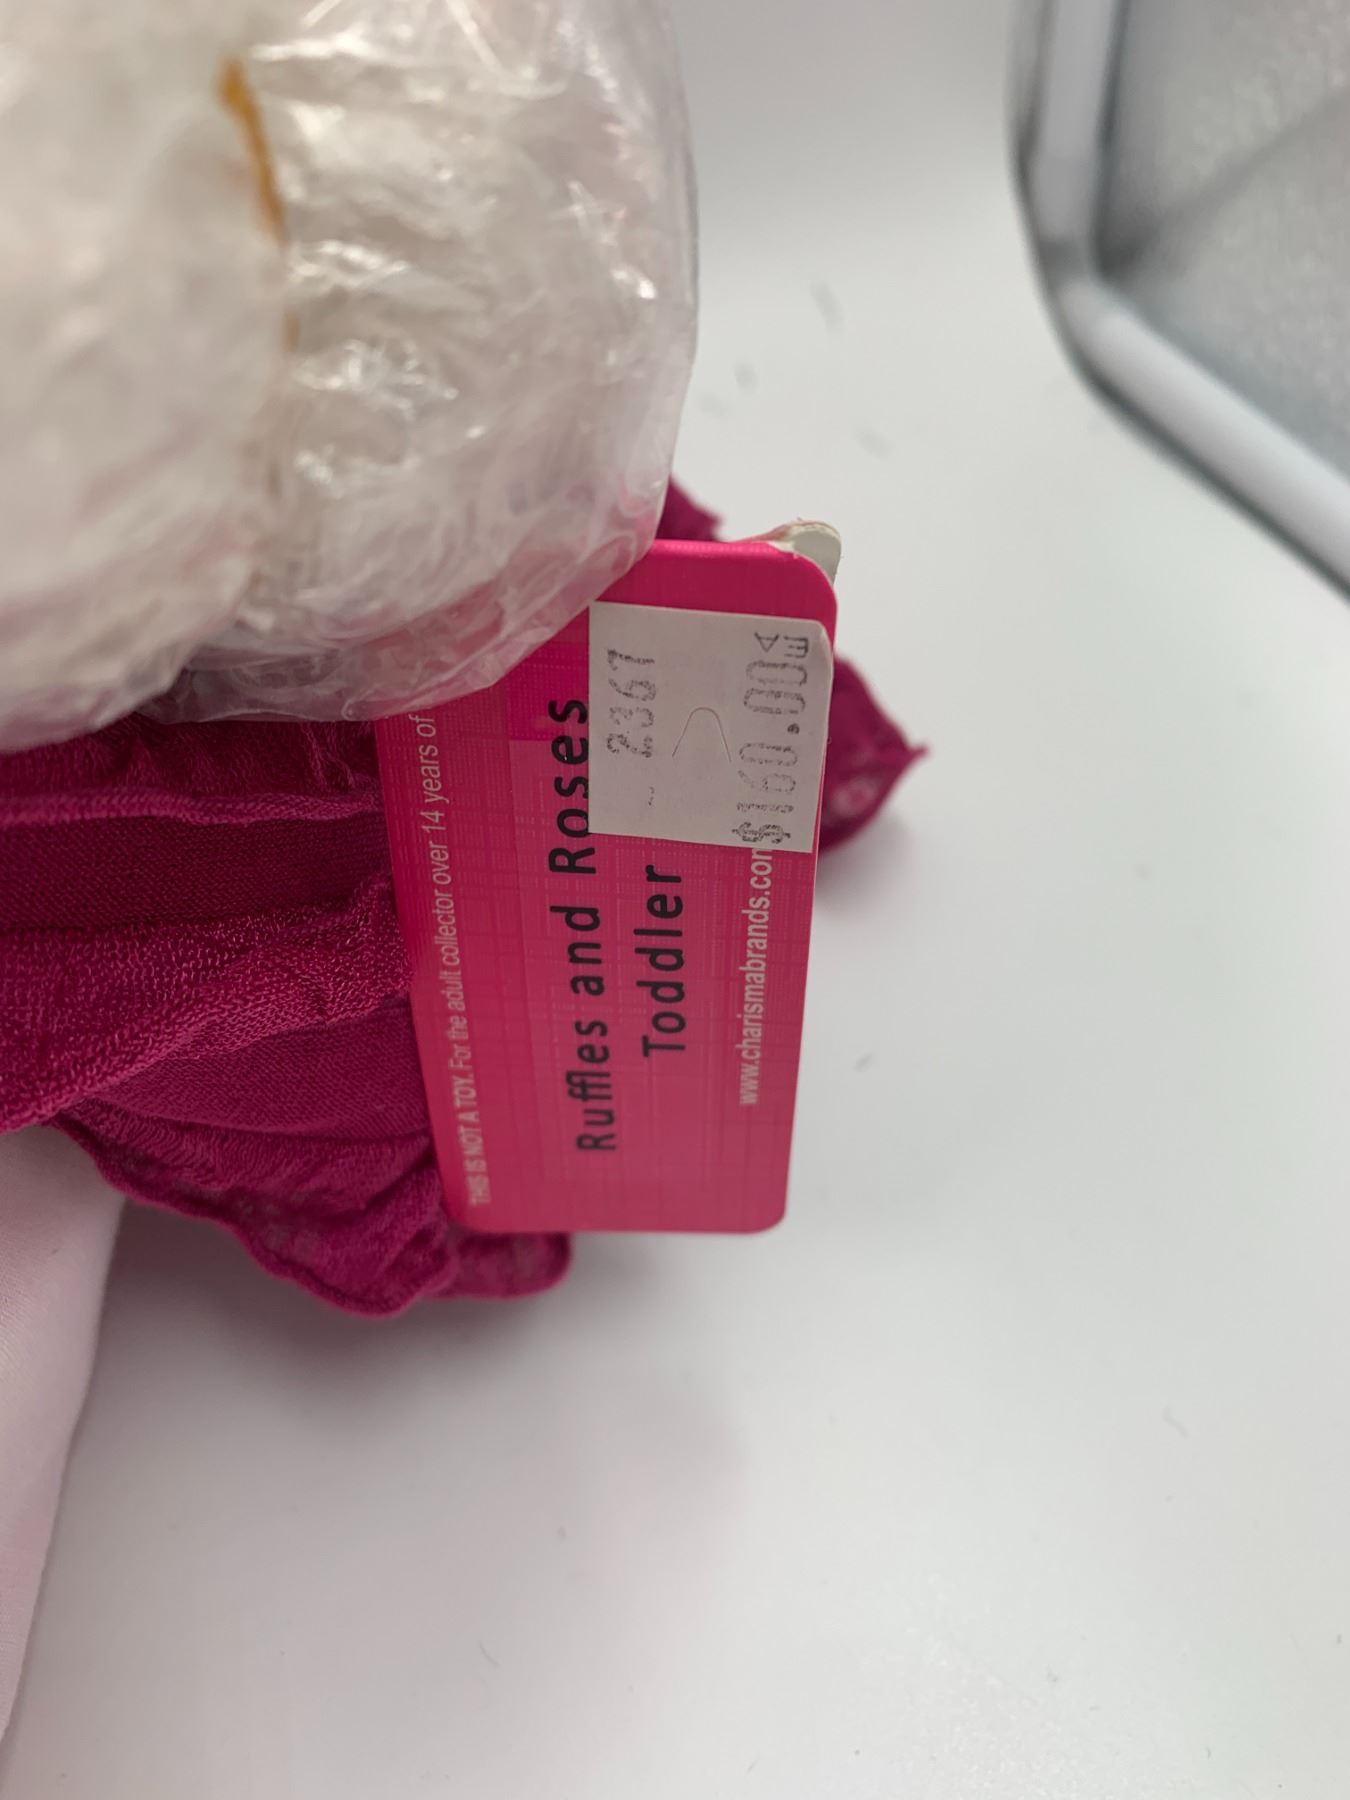 THIS IS NOT A TOY. For the adult collector over 14 years of
Ruffles and Roses
Toddler
www.charismabrands.com
2367
$160.00